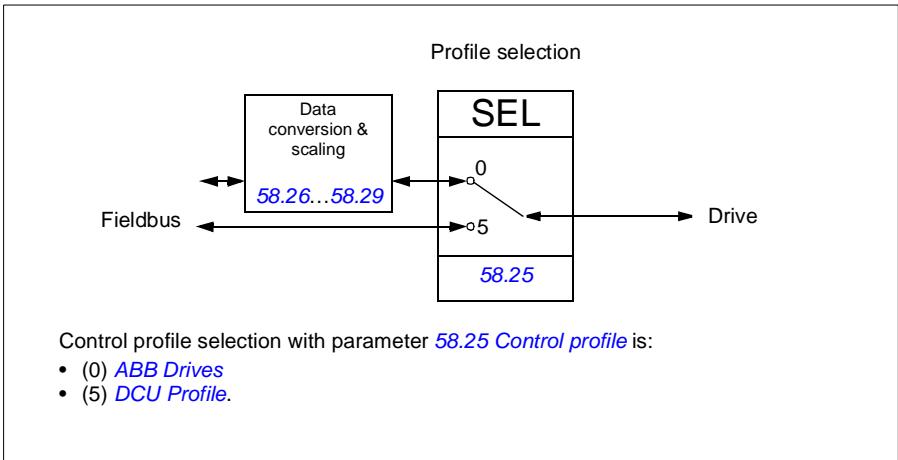 Profile selection
Data
conversion &
scaling
58.26…58.29
SEL
0
5
58.25
Fieldbus
Drive
Control profile selection with parameter 58.25 Control profile is:
• (0) ABB Drives
• (5) DCU Profile.